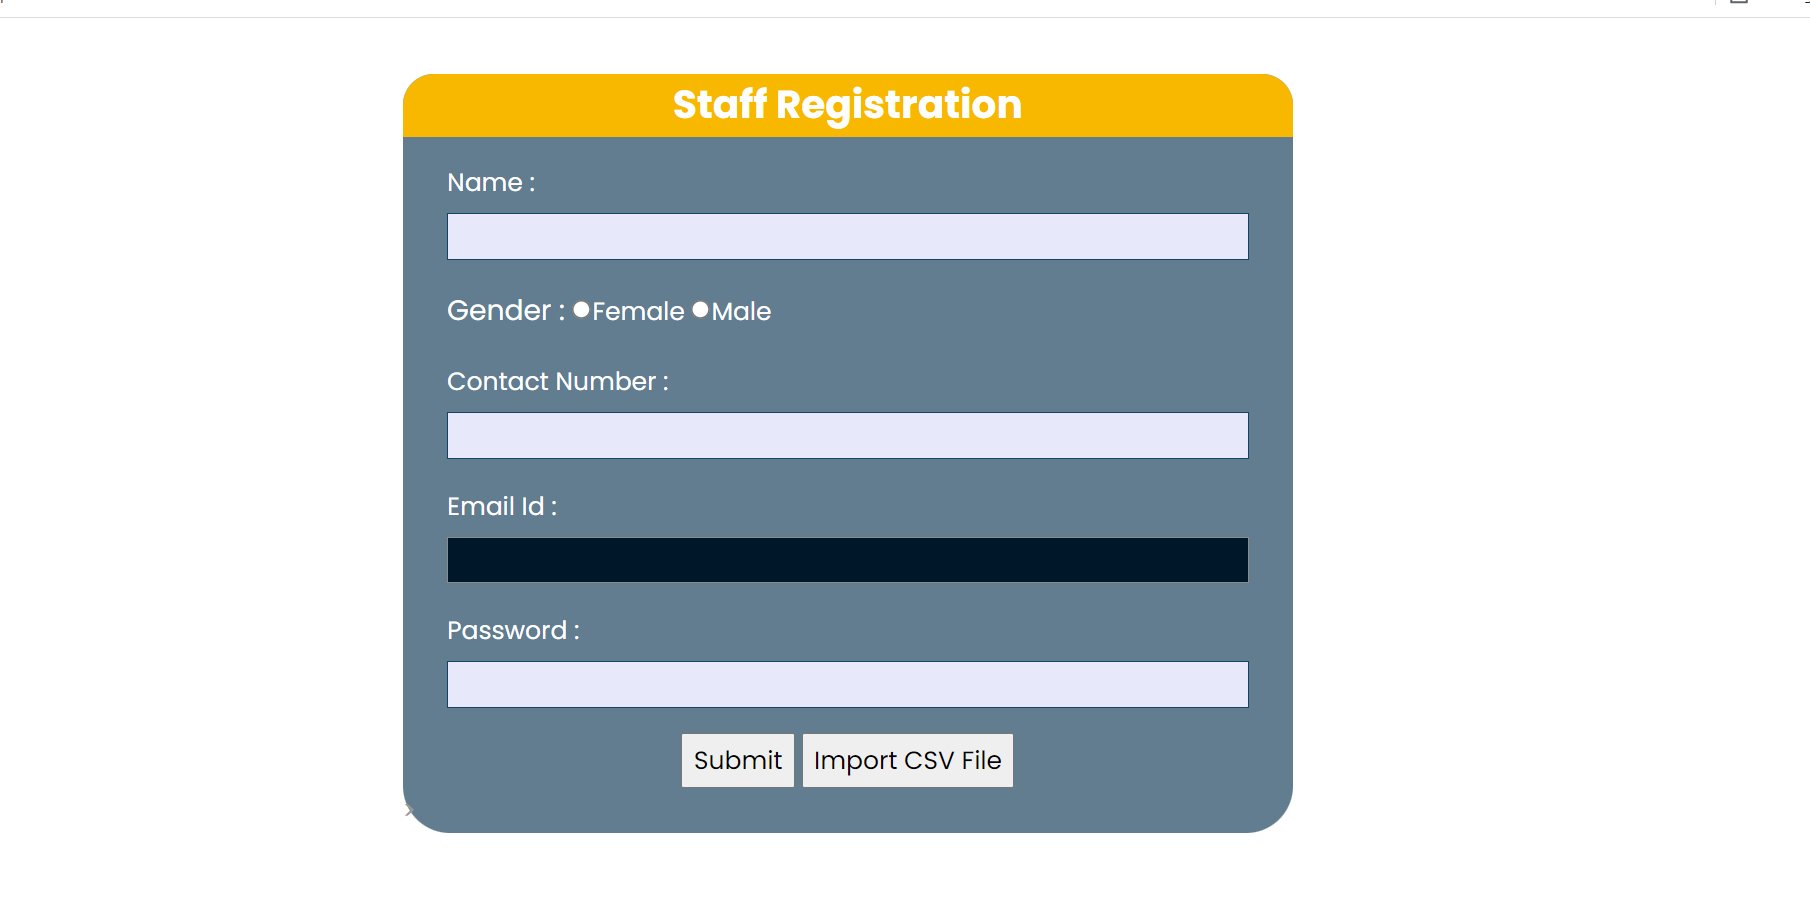 Staff Registration
Name :
Gender : Female Male
Contact Number :
Email Id :
Password :
Submit Import CSV File
>